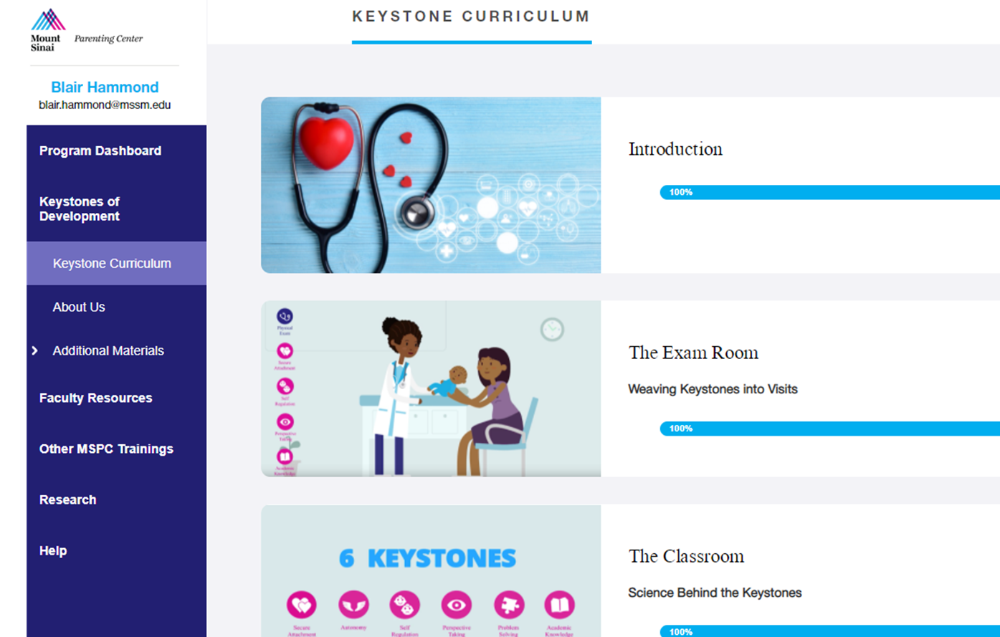 Mount
Sinai
Parenting Center
Blair Hammond
blair.hammond@mssm.edu
Program Dashboard
Keystones of
Development
Keystone Curriculum
About Us
Additional Materials
Faculty Resources
Other MSPC Trainings
Research
Help
KEYSTONE CURRICULUM
Introduction
100%
Physical
Exam
Secure
Attachment
Self
Regulation
Perspective
Taking
Academic
Knowledge
The Exam Room
Weaving Keystones into Visits
100%
6 KEYSTONES
Secure
Attachment
Autonomy
Self
Regulation
Perspective
Taking
Problem
Solving
Academic
Knowledge
The Classroom
Science Behind the Keystones
100%